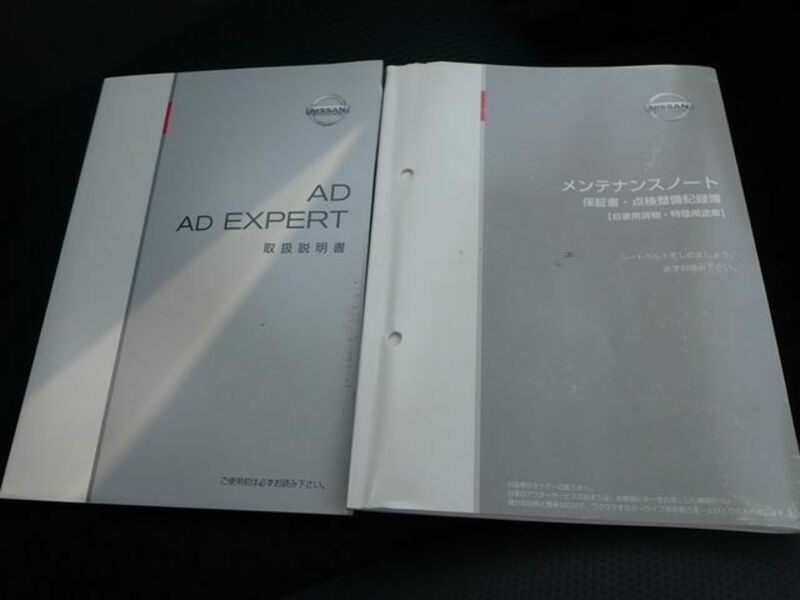 NISSAN
AD
AD EXPERT
取扱説明書
ご使用前は必ずお読み下さい。
NISSAN
メンテナンスノート
保証書・点検整備記録簿
【自家用貨物・特種用途車】
シートベルトをしめましょう。
必ずお読み下さい。